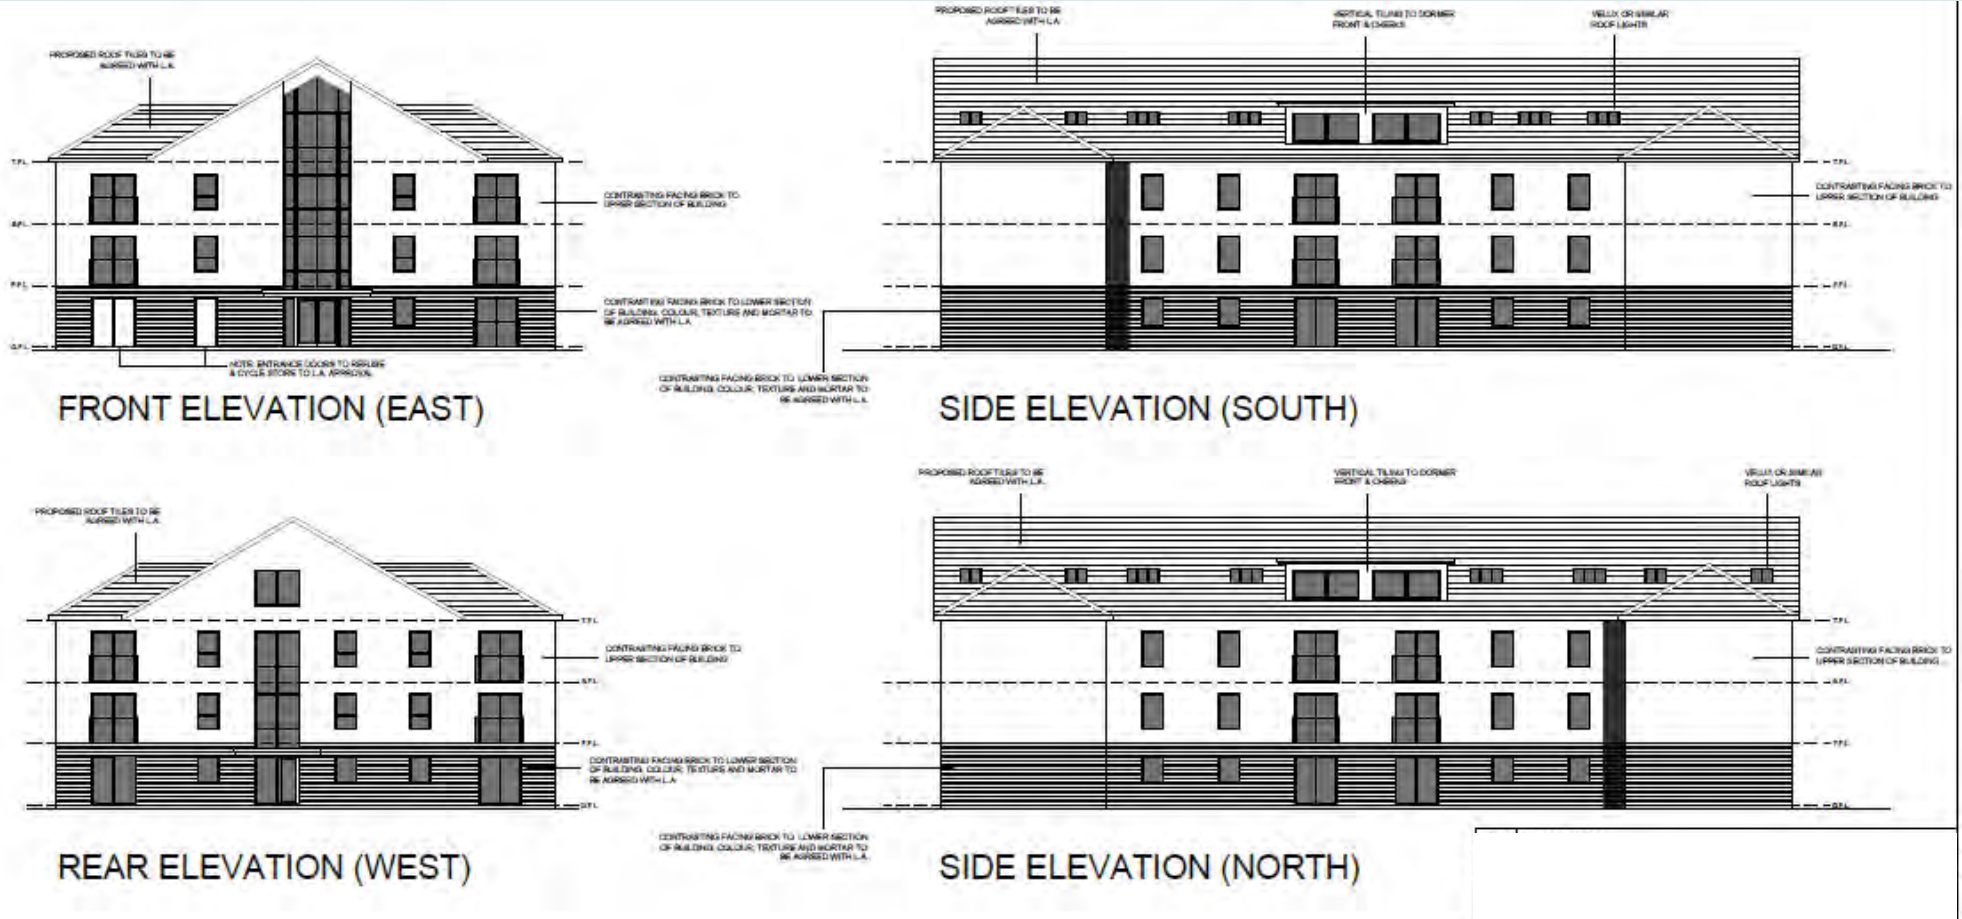 PROPOSED ROOF TILES TO BE
AGREED WITH L.A.
T.F.L.
S.F.L.
F.F.L.
G.F.L.
CONTRASTING FACING BRICK TO
UPPER SECTION OF BUILDING
CONTRASTING FACING BRICK TO LOWER SECTION
OF BUILDING. COLOUR, TEXTURE AND MORTAR TO
BE AGREED WITH L.A.
NOTE: ENTRANCE DOORS TO REFUSE
& CYCLE STORE TO L.A. APPROVAL
FRONT ELEVATION (EAST)
PROPOSED ROOF TILES TO BE
AGREED WITH L.A.
VERTICAL TILING TO DORMER
FRONT & CHEEKS
VELUX OR SIMILAR
ROOF LIGHTS
T.F.L.
S.F.L.
F.F.L.
G.F.L.
CONTRASTING FACING BRICK TO
UPPER SECTION OF BUILDING
CONTRASTING FACING BRICK TO LOWER SECTION
OF BUILDING. COLOUR, TEXTURE AND MORTAR TO
BE AGREED WITH L.A.
SIDE ELEVATION (SOUTH)
PROPOSED ROOF TILES TO BE
AGREED WITH L.A.
T.F.L.
S.F.L.
F.F.L.
G.F.L.
CONTRASTING FACING BRICK TO
UPPER SECTION OF BUILDING
CONTRASTING FACING BRICK TO LOWER SECTION
OF BUILDING. COLOUR, TEXTURE AND MORTAR TO
BE AGREED WITH L.A.
REAR ELEVATION (WEST)
PROPOSED ROOF TILES TO BE
AGREED WITH L.A.
VERTICAL TILING TO DORMER
FRONT & CHEEKS
VELUX OR SIMILAR
ROOF LIGHTS
T.F.L.
S.F.L.
F.F.L.
G.F.L.
CONTRASTING FACING BRICK TO
UPPER SECTION OF BUILDING
CONTRASTING FACING BRICK TO LOWER SECTION
OF BUILDING. COLOUR, TEXTURE AND MORTAR TO
BE AGREED WITH L.A.
SIDE ELEVATION (NORTH)